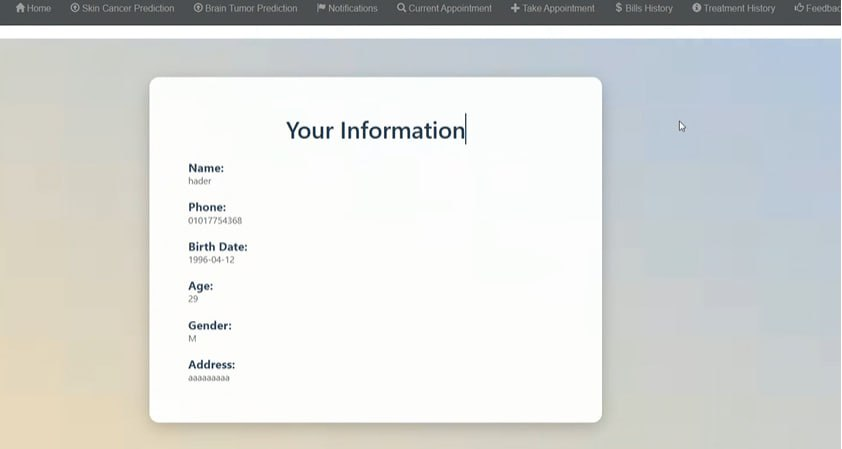 Home Skin Cancer Prediction Brain Tumor Prediction Notifications Current Appointment Take Appointment $ Bills History Treatment History Feedbac
Your Information
Name:
hader
Phone:
01017754368
Birth Date:
1996-04-12
Age:
29
Gender:
M
Address:
aaaaaaaaa